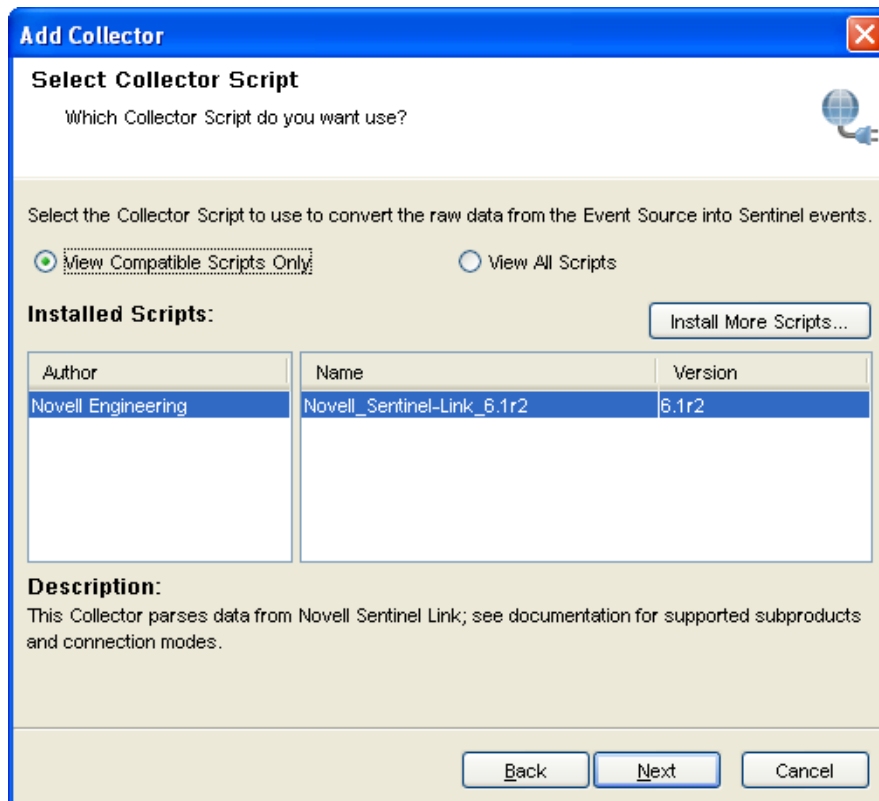 Add Collector
Select Collector Script
Which Collector Script do you want use?
Select the Collector Script to use to convert the raw data from the Event Source into Sentinel events.
View Compatible Scripts Only
View All Scripts
Installed Scripts:
Install More Scripts...
Author
Name
Version
Novell Engineering
Novell_Sentinel-Link_6.1r2
6.1r2
Description:
This Collector parses data from Novell Sentinel Link; see documentation for supported subproducts
and connection modes.
Back
Next
Cancel